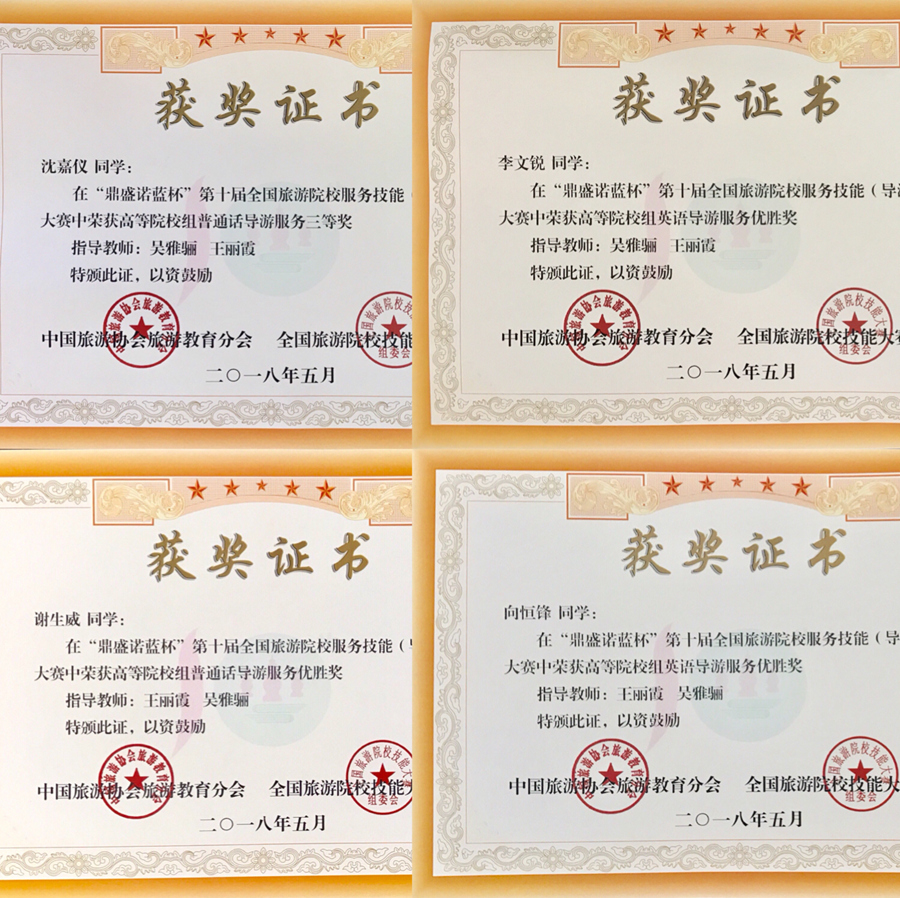 获奖证书
沈嘉仪 同学：
在“鼎盛诺蓝杯”第十届全国旅游院校服务技能（
大赛中荣获高等院校组普通话导游服务三等奖
指导教师：吴雅骊 王丽霞
特颁此证，以资鼓励
中国旅游协会旅游教育分会 全国旅游院校技能
组委会
二〇一八年五月
获奖证书
李文锐 同学：
在“鼎盛诺蓝杯”第十届全国旅游院校服务技能（导游
大赛中荣获高等院校组英语导游服务优胜奖
指导教师：吴雅骊 王丽霞
特颁此证，以资鼓励
中国旅游协会旅游教育分会 全国旅游院校技能大赛
组委会
二〇一八年五月
获奖证书
谢生威 同学：
在“鼎盛诺蓝杯”第十届全国旅游院校服务技能（
大赛中荣获高等院校组普通话导游服务优胜奖
指导教师：王丽霞 吴雅骊
特颁此证，以资鼓励
中国旅游协会旅游教育分会 全国旅游院校技能大
组委会
二〇一八年五月
获奖证书
向恒锋 同学：
在“鼎盛诺蓝杯”第十届全国旅游院校服务技能（导
大赛中荣获高等院校组英语导游服务优胜奖
指导教师：王丽霞 吴雅骊
特颁此证，以资鼓励
中国旅游协会旅游教育分会 全国旅游院校技能大
组委会
二〇一八年五月